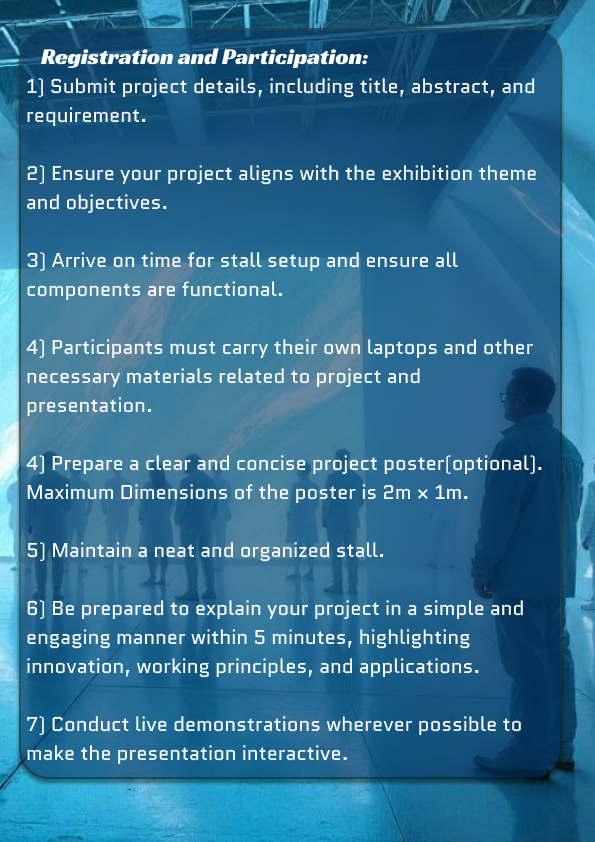 Registration and Participation:
1) Submit project details, including title, abstract, and
requirement.
2) Ensure your project aligns with the exhibition theme
and objectives.
3) Arrive on time for stall setup and ensure all
components are functional.
4) Participants must carry their own laptops and other
necessary materials related to project and
presentation.
4) Prepare a clear and concise project poster(optional).
Maximum Dimensions of the poster is 2m × 1m.
5) Maintain a neat and organized stall.
6) Be prepared to explain your project in a simple and
engaging manner within 5 minutes, highlighting
innovation, working principles, and applications.
7) Conduct live demonstrations wherever possible to
make the presentation interactive.